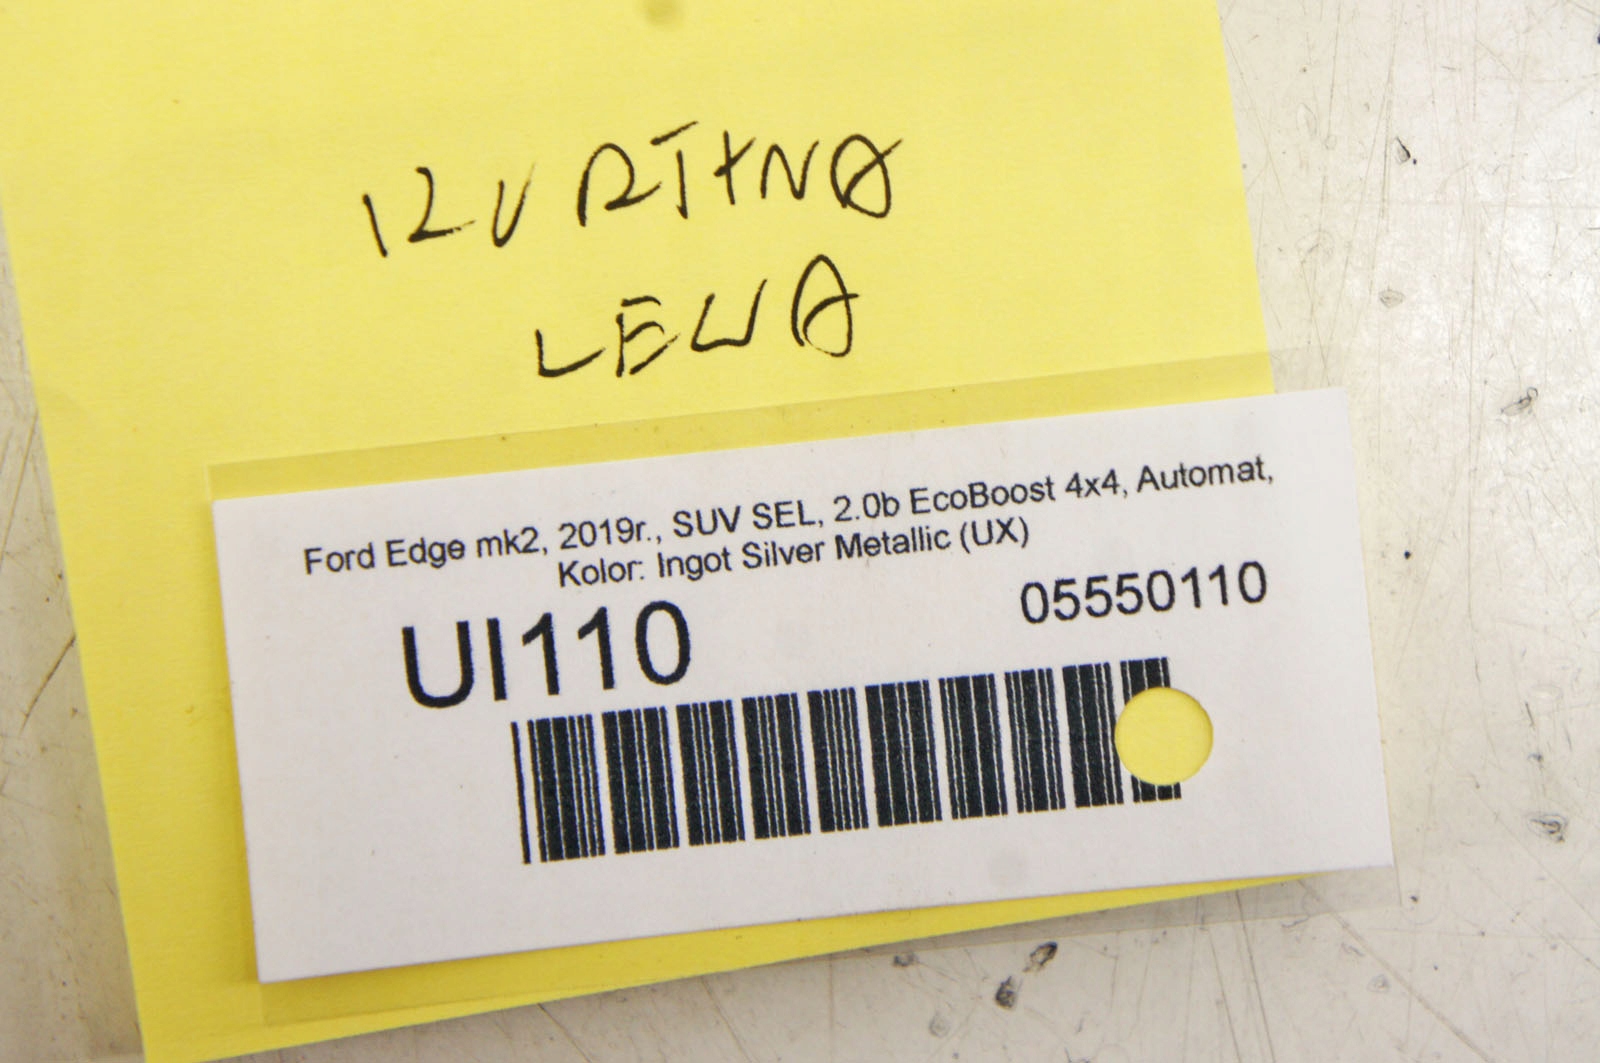 KURTYNA
LEWA
Ford Edge mk2, 2019r., SUV SEL, 2.0b EcoBoost 4x4, Automat,
Kolor: Ingot Silver Metallic (UX)
UI110
05550110